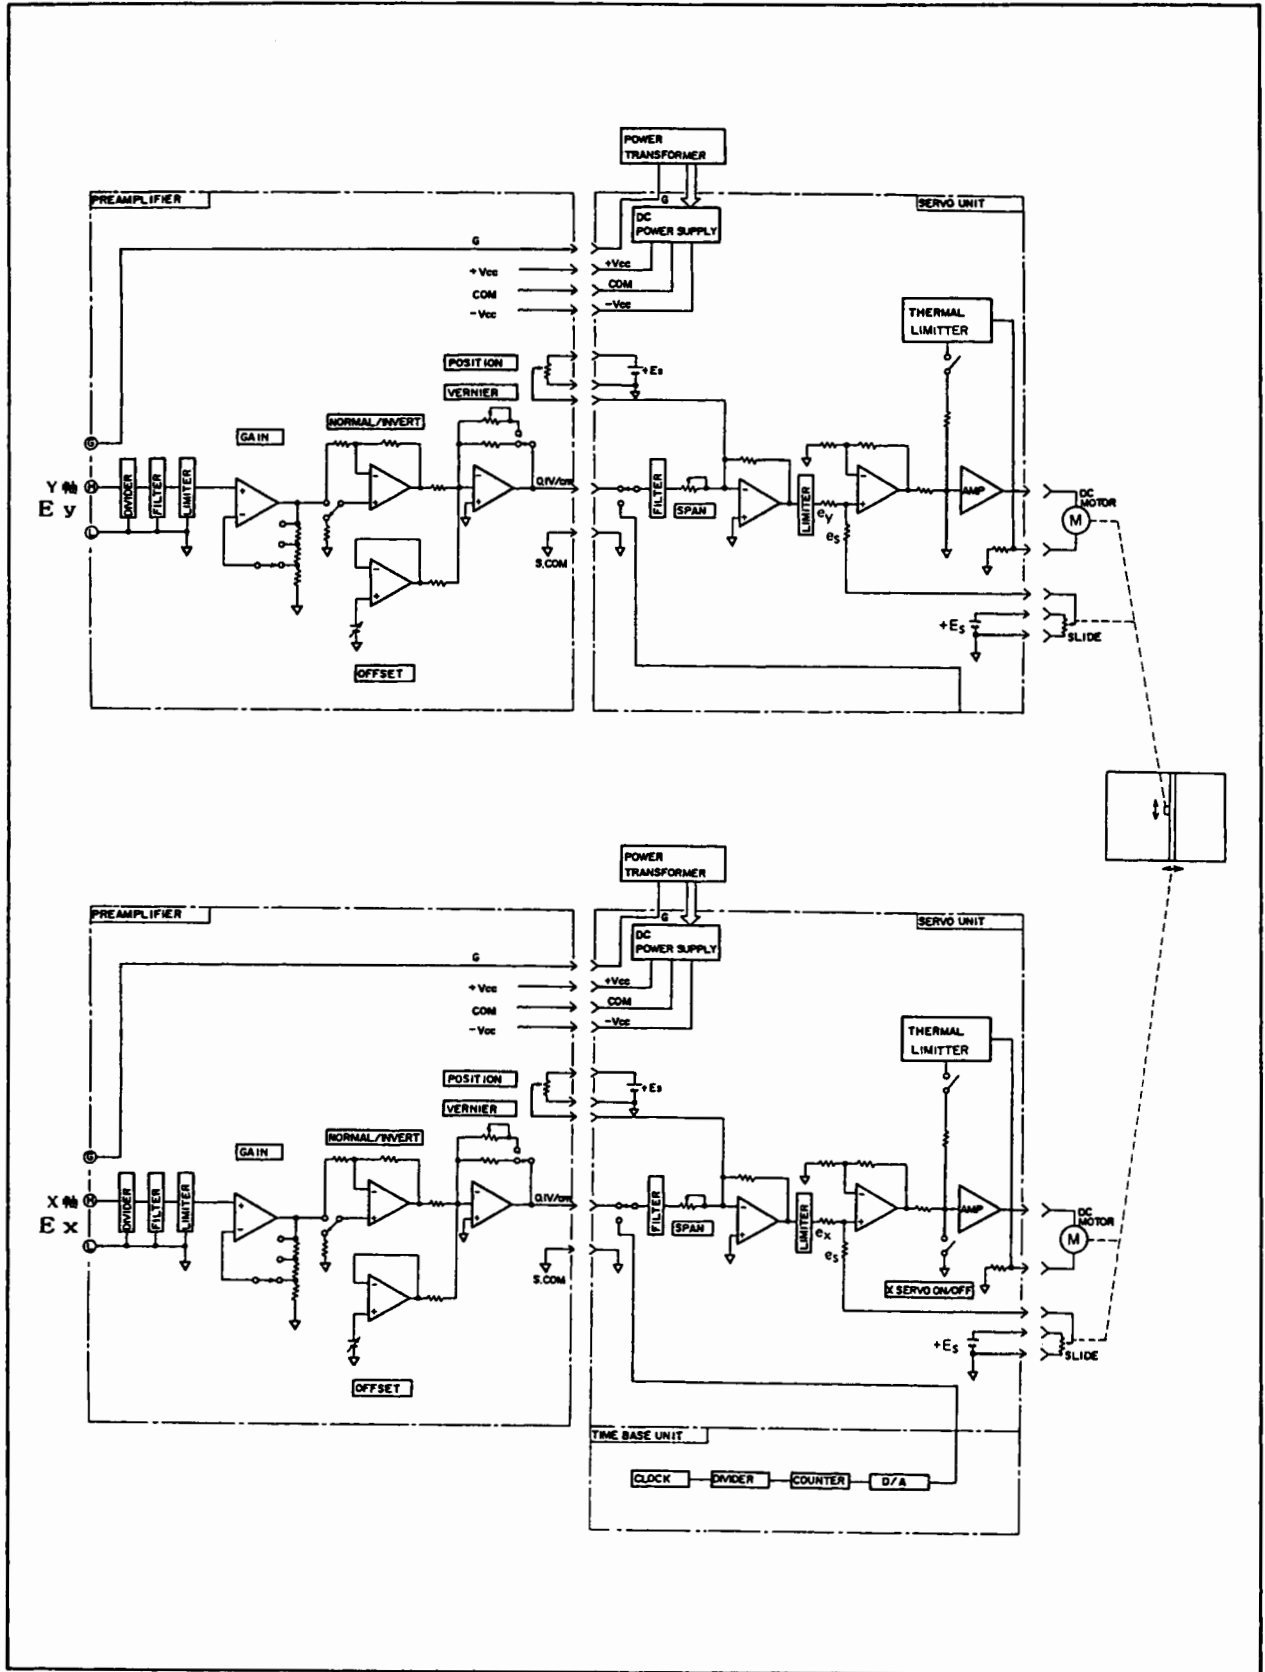 POWER
TRANSFORMER
PREAMPLIFIER
SERVO UNIT
G
DC
POWER SUPPLY
G
+Vcc
+Vcc
COM
COM
-Vcc
-Vcc
THERMAL
LIMITTER
POSITION
+Es
VERNIER
NORMAL/INVERT
GAIN
G
Y軸
H
Ey
L
DIVIDER
FILTER
LIMITER
+
-
-
+
-
+
0.1V/cm
FILTER
SPAN
-
+
LIMITER
ey
es
-
+
AMP
DC
MOTOR
M
S.COM
-
+
OFFSET
+Es
SLIDE
POWER
TRANSFORMER
PREAMPLIFIER
SERVO UNIT
G
DC
POWER SUPPLY
G
+Vcc
+Vcc
COM
COM
-Vcc
-Vcc
THERMAL
LIMITTER
POSITION
+Es
VERNIER
NORMAL/INVERT
GAIN
G
X軸
H
Ex
L
DIVIDER
FILTER
LIMITER
+
-
-
+
-
+
0.1V/cm
FILTER
SPAN
-
+
LIMITER
ex
es
-
+
AMP
DC
MOTOR
M
S.COM
X SERVO ON/OFF
-
+
OFFSET
+Es
SLIDE
TIME BASE UNIT
CLOCK
DIVIDER
COUNTER
D/A